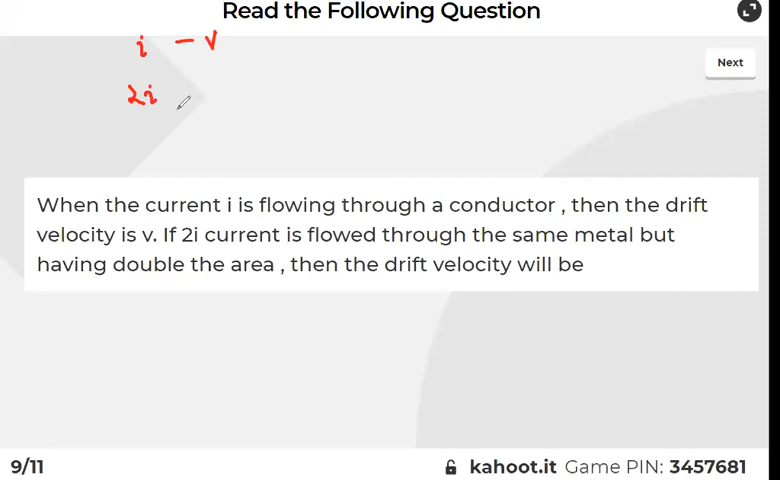 Read the Following Question
i - v
Next
2i
When the current i is flowing through a conductor , then the drift
velocity is v. If 2i current is flowed through the same metal but
having double the area , then the drift velocity will be
9/11
kahoot.it Game PIN: 3457681